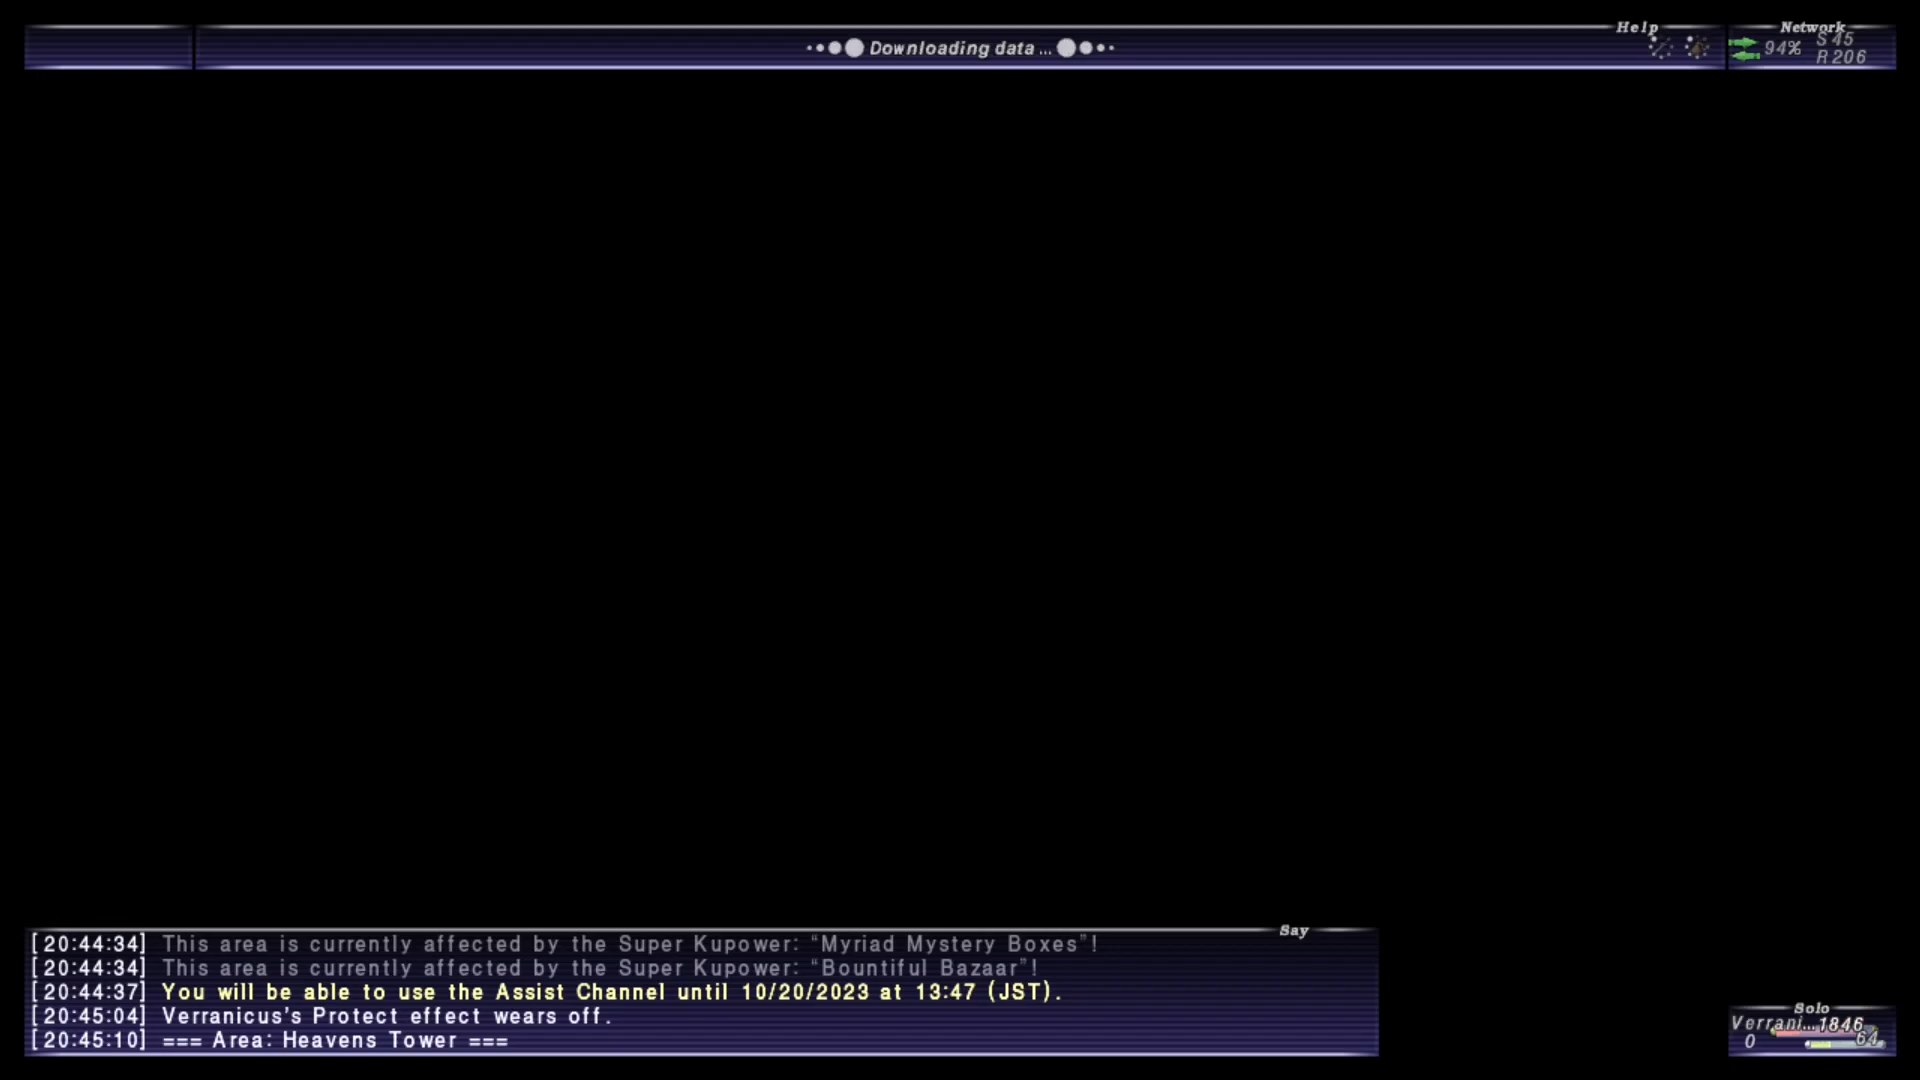 Help
Network
Downloading data ...
94%
S 45
R 206
Say
[20:44:34] This area is currently affected by the Super Kupower: “Myriad Mystery Boxes”!
[20:44:34] This area is currently affected by the Super Kupower: “Bountiful Bazaar”!
[20:44:37] You will be able to use the Assist Channel until 10/20/2023 at 13:47 (JST).
[20:45:04] Verranicus's Protect effect wears off.
[20:45:10] === Area: Heavens Tower ===
Solo
Verrani... 1846
0 64